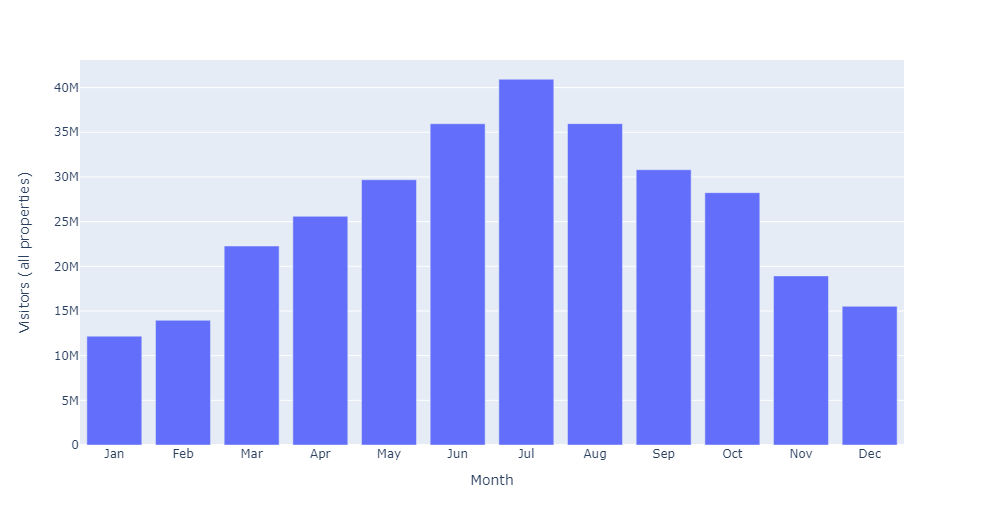 40M
35M
30M
25M
20M
15M
10M
5M
0
Visitors (all properties)
Jan Feb Mar Apr May Jun Jul Aug Sep Oct Nov Dec
Month